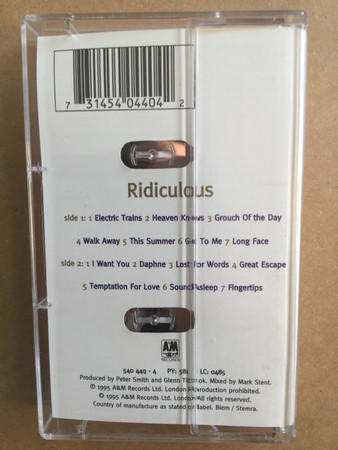 7 31454 04404 2
Ridiculous
side 1: 1 Electric Trains 2 Heaven Knows 3 Grouch Of the Day
4 Walk Away 5 This Summer 6 Got To Me 7 Long Face
side 2: 1 I Want You 2 Daphne 3 Lost For Words 4 Great Escape
5 Temptation For Love 6 Sound Asleep 7 Fingertips
A&M
RECORDS
540 440 - 4 PY: LC: 0485
Produced by Peter Smith and Glenn Tilbrook. Mixed by Mark Stent.
℗ 1995 A&M Records Ltd. London Reproduction prohibited.
© 1995 A&M Records Ltd. London All rights reserved.
Country of manufacture as stated on label. Biem / Stemra.